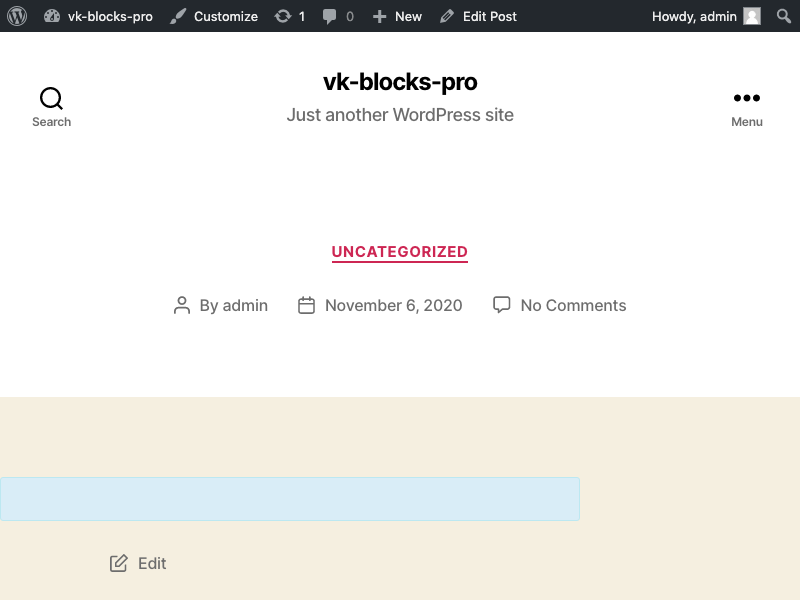 vk-blocks-pro Customize 1 0 New Edit Post Howdy, admin
vk-blocks-pro
Just another WordPress site
Search
Menu
UNCATEGORIZED
By admin November 6, 2020 No Comments
Edit